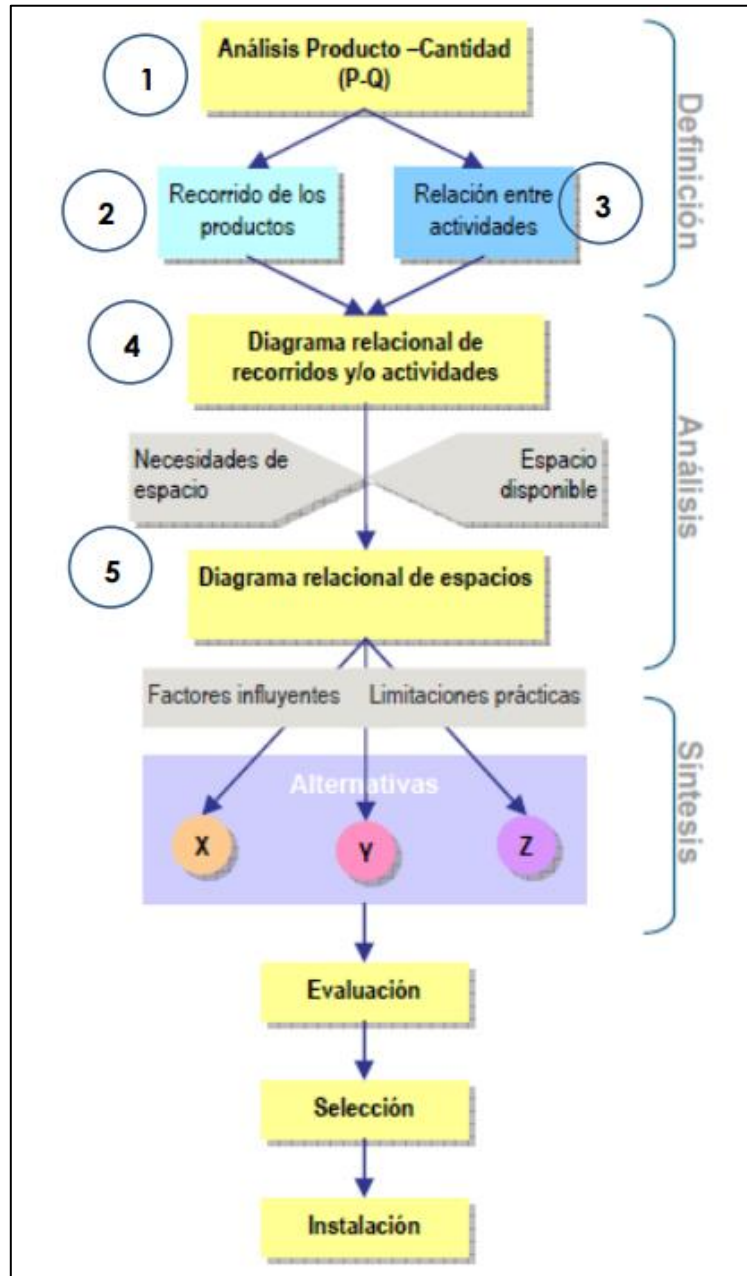 1
Análisis Producto –Cantidad
(P-Q)
Definición
2
Recorrido de los
productos
Relación entre
actividades
3
4
Diagrama relacional de
recorridos y/o actividades
Análisis
Necesidades de
espacio
Espacio
disponible
5
Diagrama relacional de espacios
Factores influyentes
Limitaciones prácticas
Síntesis
Alternativas
X
Y
Z
Evaluación
Selección
Instalación